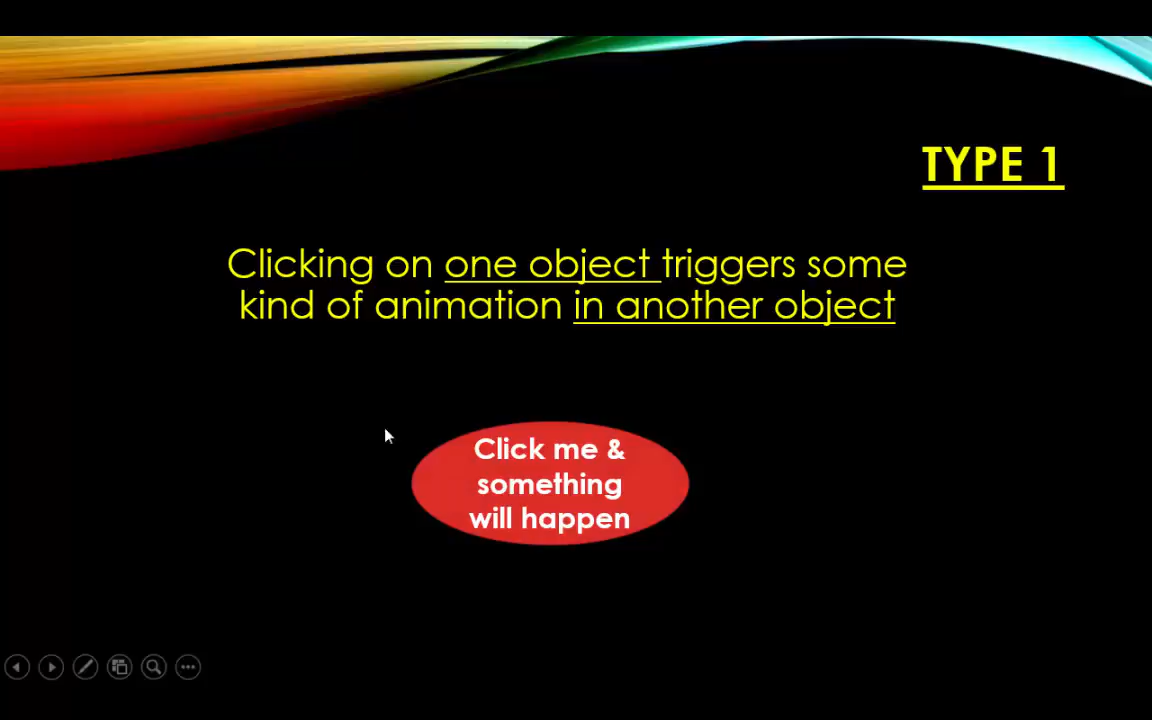 TYPE 1
Clicking on one object triggers some
kind of animation in another object
Click me &
something
will happen